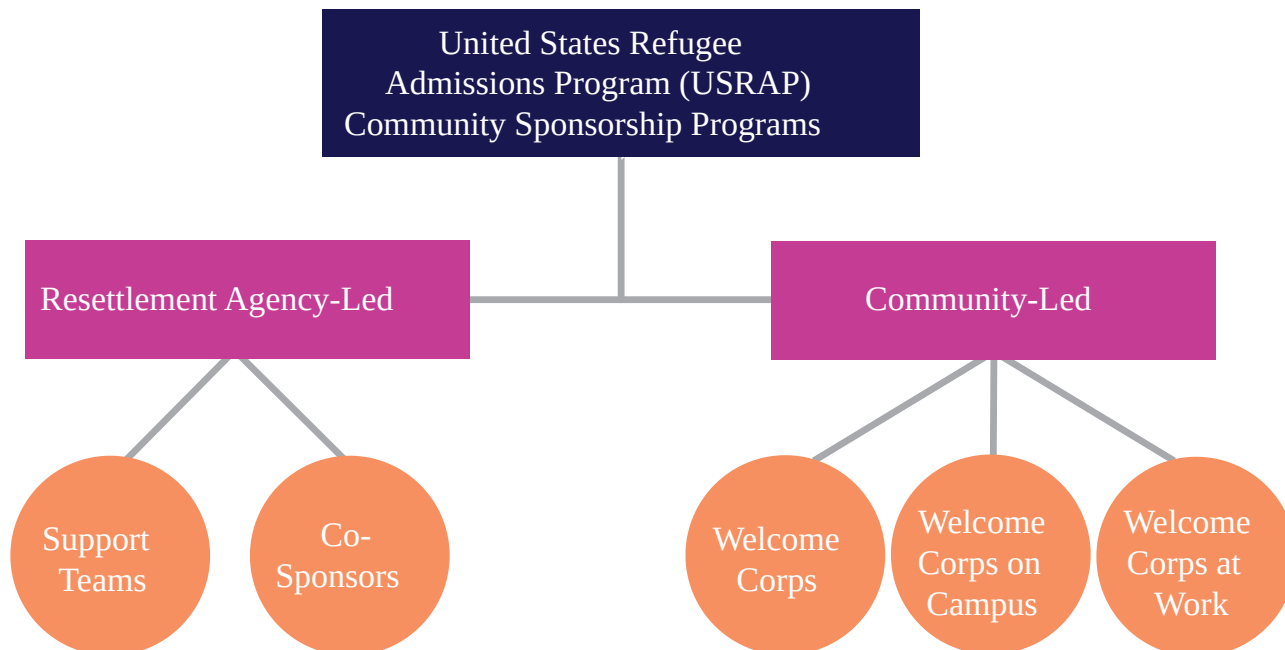 United States Refugee
Admissions Program (USRAP)
Community Sponsorship Programs
Resettlement Agency-Led
Community-Led
Support
Teams
Co-
Sponsors
Welcome
Corps
Welcome
Corps on
Campus
Welcome
Corps at
Work